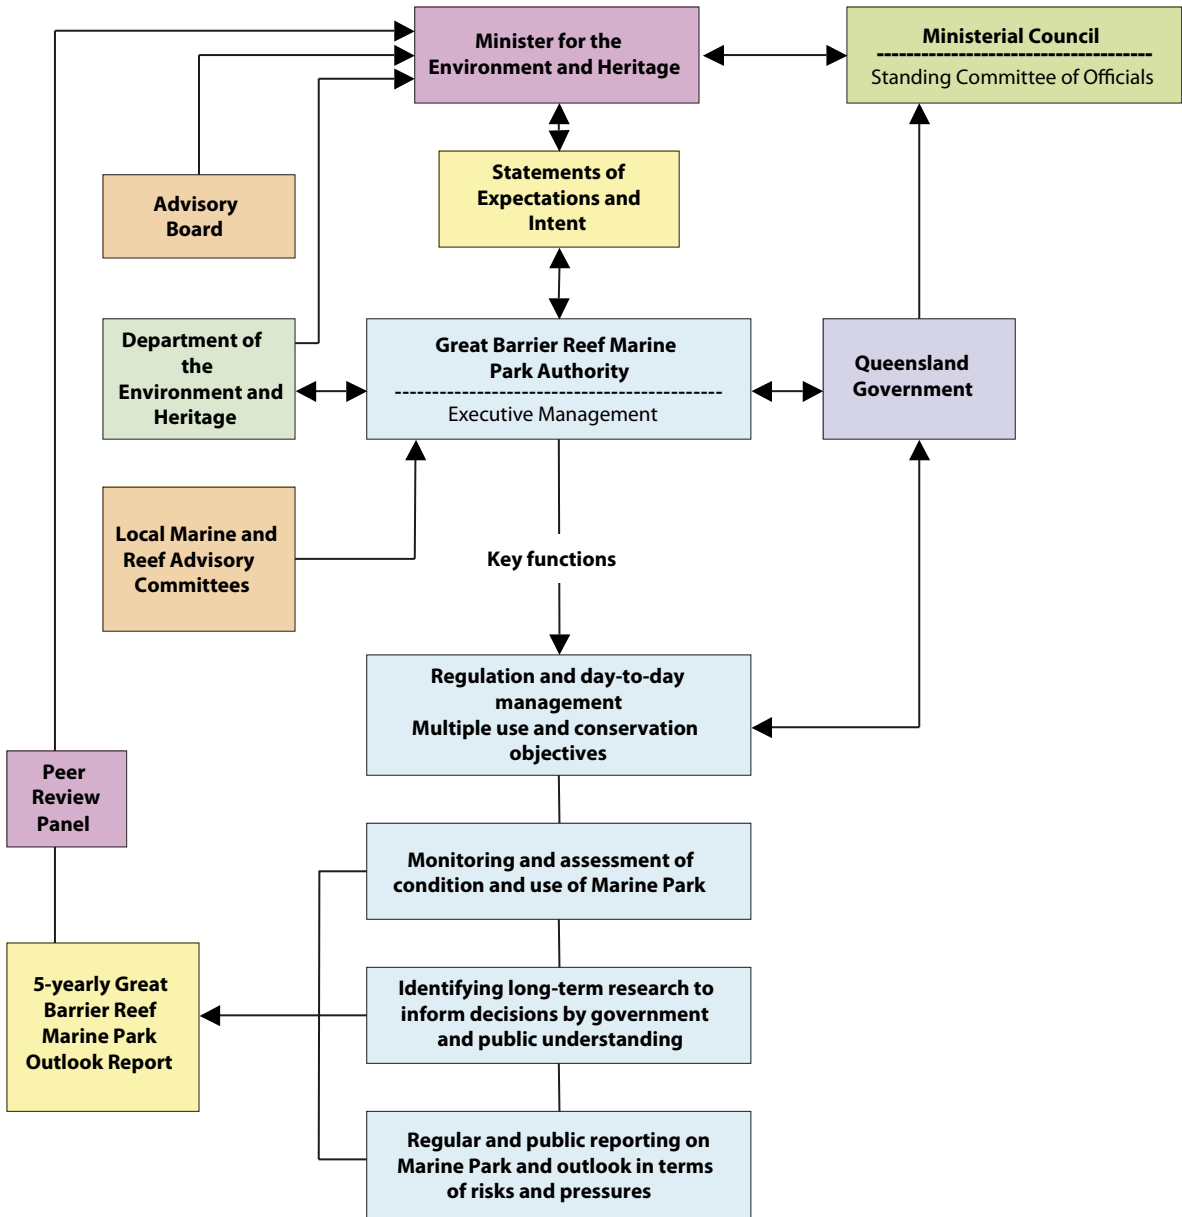 Minister for the
Environment and Heritage
Ministerial Council
Standing Committee of Officials
Statements of
Expectations and
Intent
Advisory
Board
Department of
the
Environment and
Heritage
Great Barrier Reef Marine
Park Authority
Executive Management
Queensland
Government
Local Marine and
Reef Advisory
Committees
Key functions
Regulation and day-to-day
management
Multiple use and conservation
objectives
Peer
Review
Panel
Monitoring and assessment of
condition and use of Marine Park
5-yearly Great
Barrier Reef
Marine Park
Outlook Report
Identifying long-term research to
inform decisions by government
and public understanding
Regular and public reporting on
Marine Park and outlook in terms
of risks and pressures